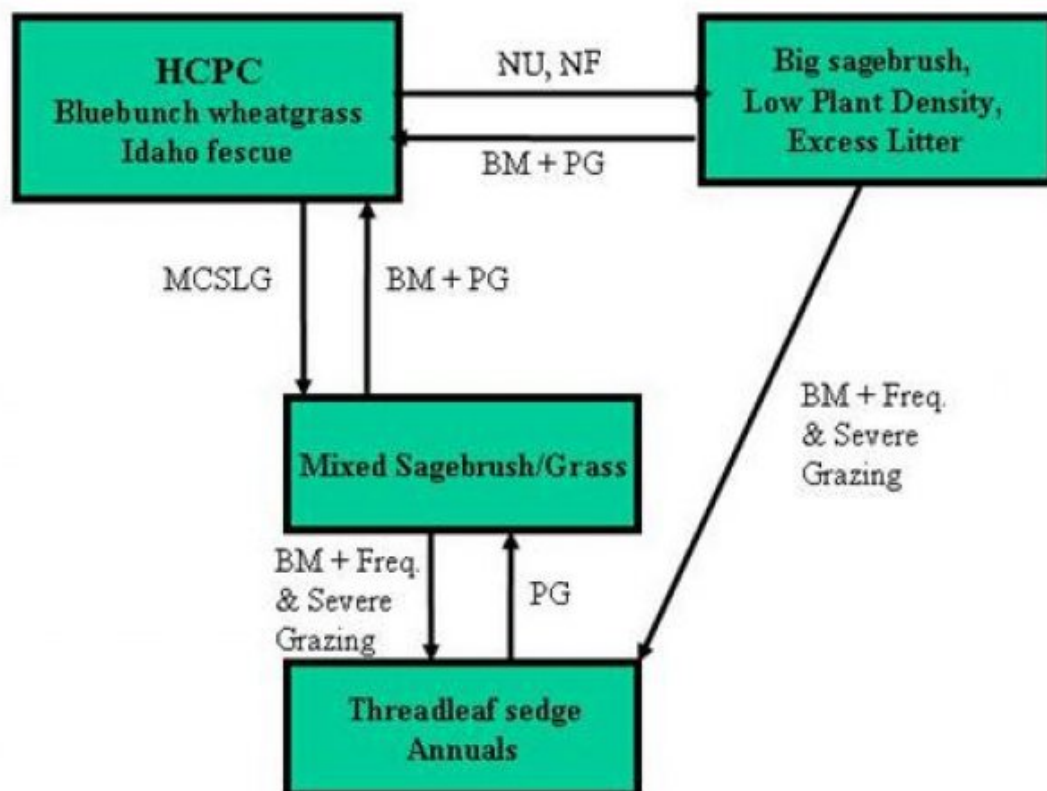 HCPC
Bluebunch wheatgrass
Idaho fescue
NU, NF
BM + PG
Big sagebrush,
Low Plant Density,
Excess Litter
MCSLG
BM + PG
BM + Freq.
& Severe
Grazing
Mixed Sagebrush/Grass
BM + Freq.
& Severe
Grazing
PG
Threadleaf sedge
Annuals